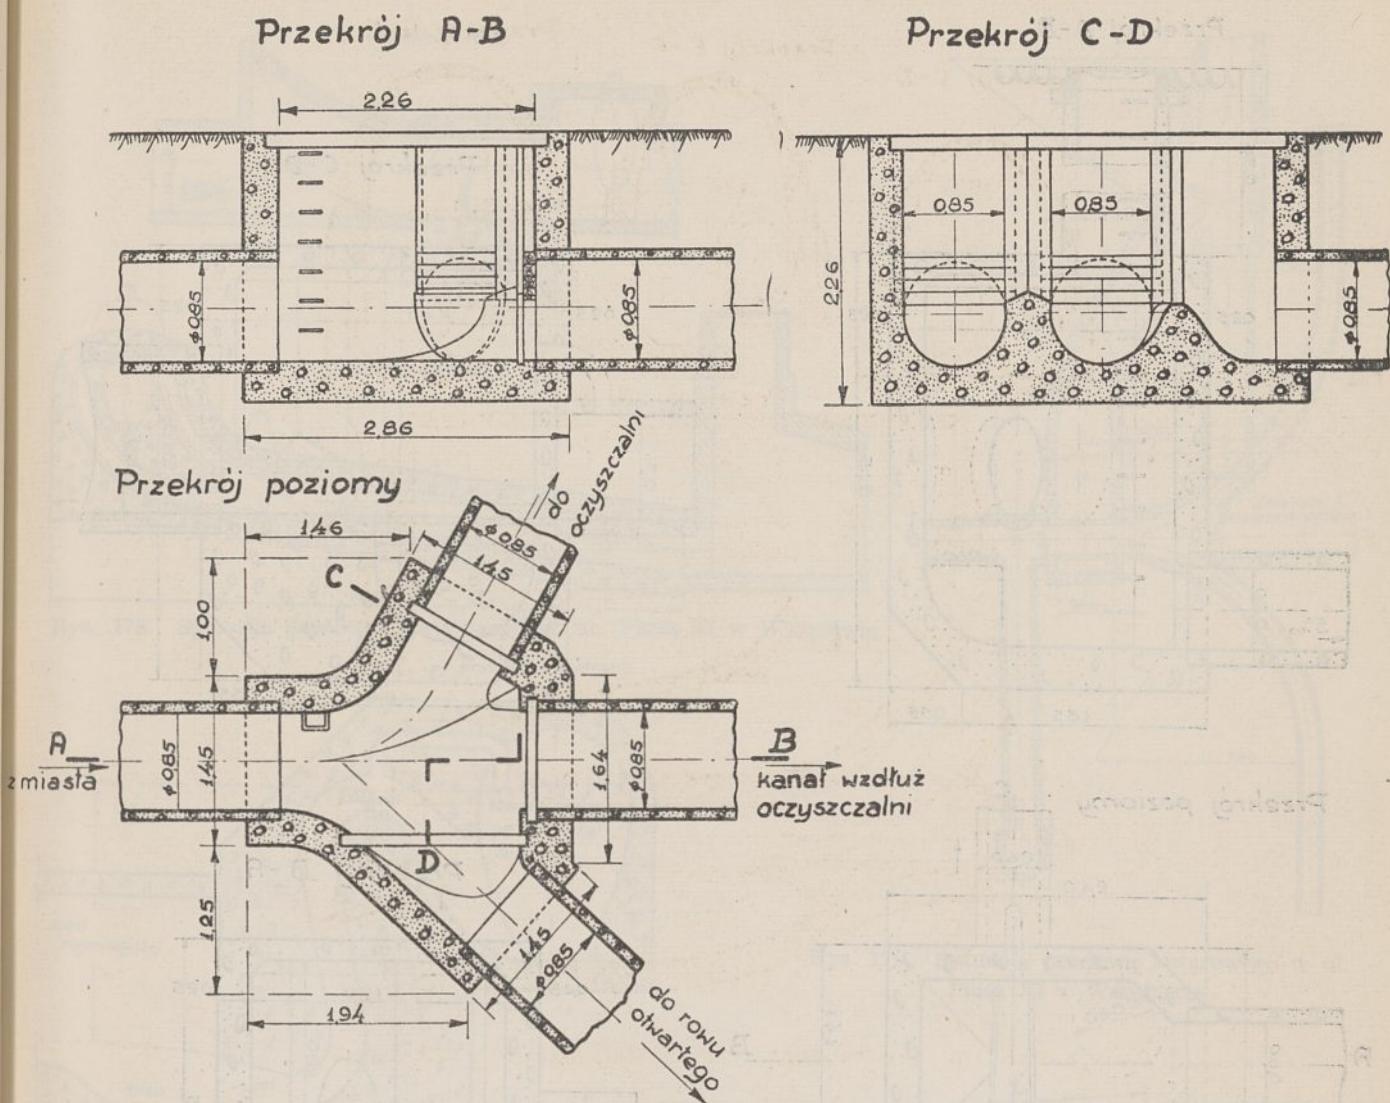 Przekrój A-B
Przekrój C-D
2,26
ø0,85
ø0,85
2,86
0,85
0,85
2,26
ø0,85
Przekrój poziomy
1,46
1,00
C
ø0,85
1,45
do
oczyszczalni
A
z miasta
ø0,85
1,45
1,64
ø0,85
B
kanał wzdłuż
oczyszczalni
D
1,25
1,94
1,45
ø0,85
do rowu
otwartego